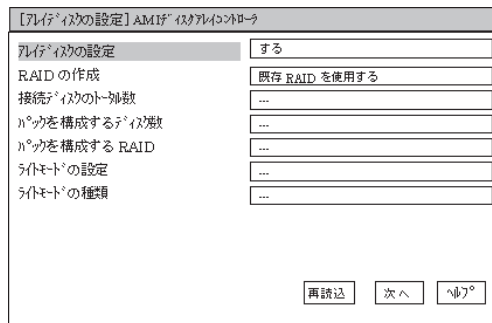 [ｱﾚｲﾃﾞｨｽｸの設定] AMIﾃﾞｨｽｸｱﾚｲｺﾝﾄﾛｰﾗ
ｱﾚｲﾃﾞｨｽｸの設定 する
RAID の作成 既存 RAID を使用する
接続ﾃﾞｨｽｸのﾄｰﾀﾙ数 ...
ﾊﾟｯｸを構成するﾃﾞｨｽｸ数 ...
ﾊﾟｯｸを構成する RAID ...
ﾗｲﾄﾓｰﾄﾞの設定 ...
ﾗｲﾄﾓｰﾄﾞの種類 ...
再読込 次へ ﾍﾙﾌﾟ